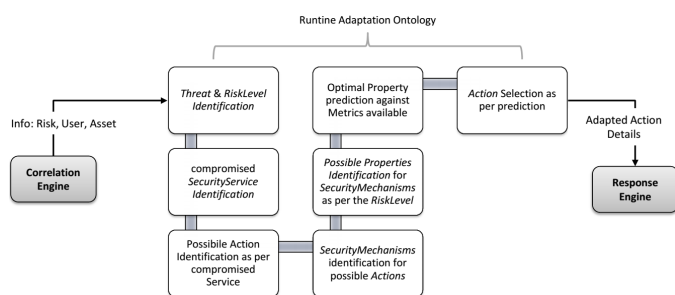 Runtine Adaptation Ontology
Threat & RiskLevel
Identification
Optimal Property
prediction against
Metrics available
Action Selection as
per prediction
Info: Risk, User, Asset
Adapted Action
Details
Correlation
Engine
compromised
SecurityService
Identification
Possible Properties
Identification for
SecurityMechanisms
as per the RiskLevel
Response
Engine
Possibile Action
Identification as per
compromised
Service
SecurityMechanisms
identification for
possible Actions